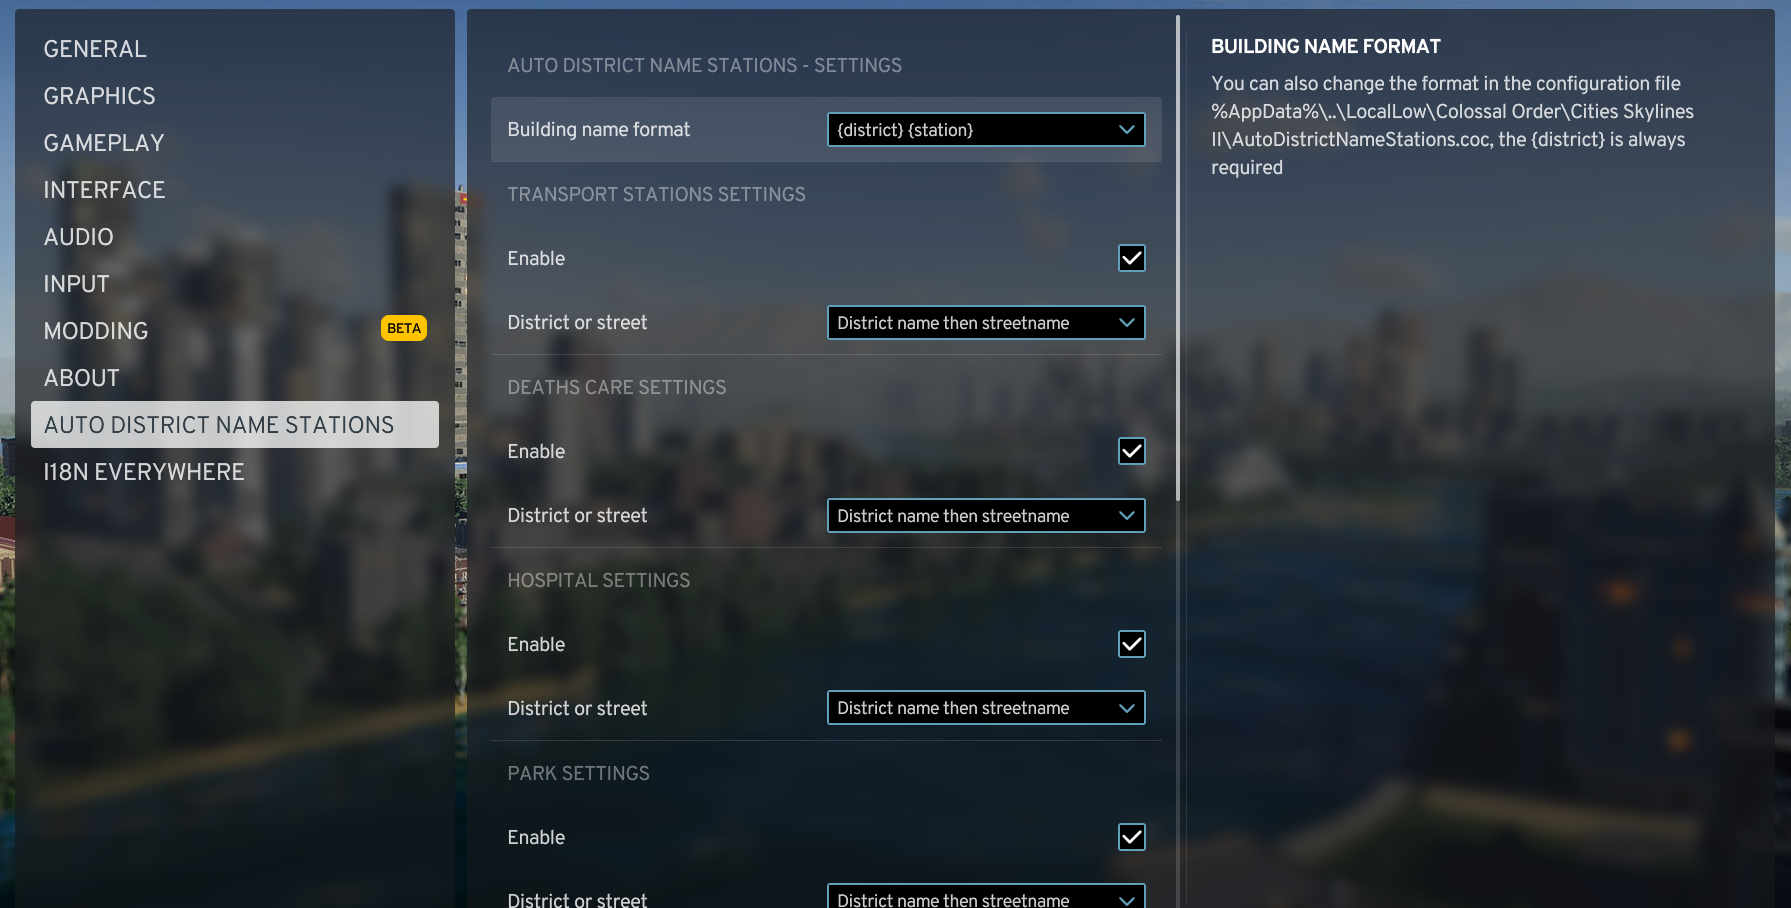 GENERAL
GRAPHICS
GAMEPLAY
INTERFACE
AUDIO
INPUT
MODDING BETA
ABOUT
AUTO DISTRICT NAME STATIONS
I18N EVERYWHERE
AUTO DISTRICT NAME STATIONS - SETTINGS
Building name format {district} {station}
TRANSPORT STATIONS SETTINGS
Enable
District or street District name then streetname
DEATHS CARE SETTINGS
Enable
District or street District name then streetname
HOSPITAL SETTINGS
Enable
District or street District name then streetname
PARK SETTINGS
Enable
District or street District name then streetname
BUILDING NAME FORMAT
You can also change the format in the configuration file
%AppData%\..\LocalLow\Colossal Order\Cities Skylines
II\AutoDistrictNameStations.coc, the {district} is always
required